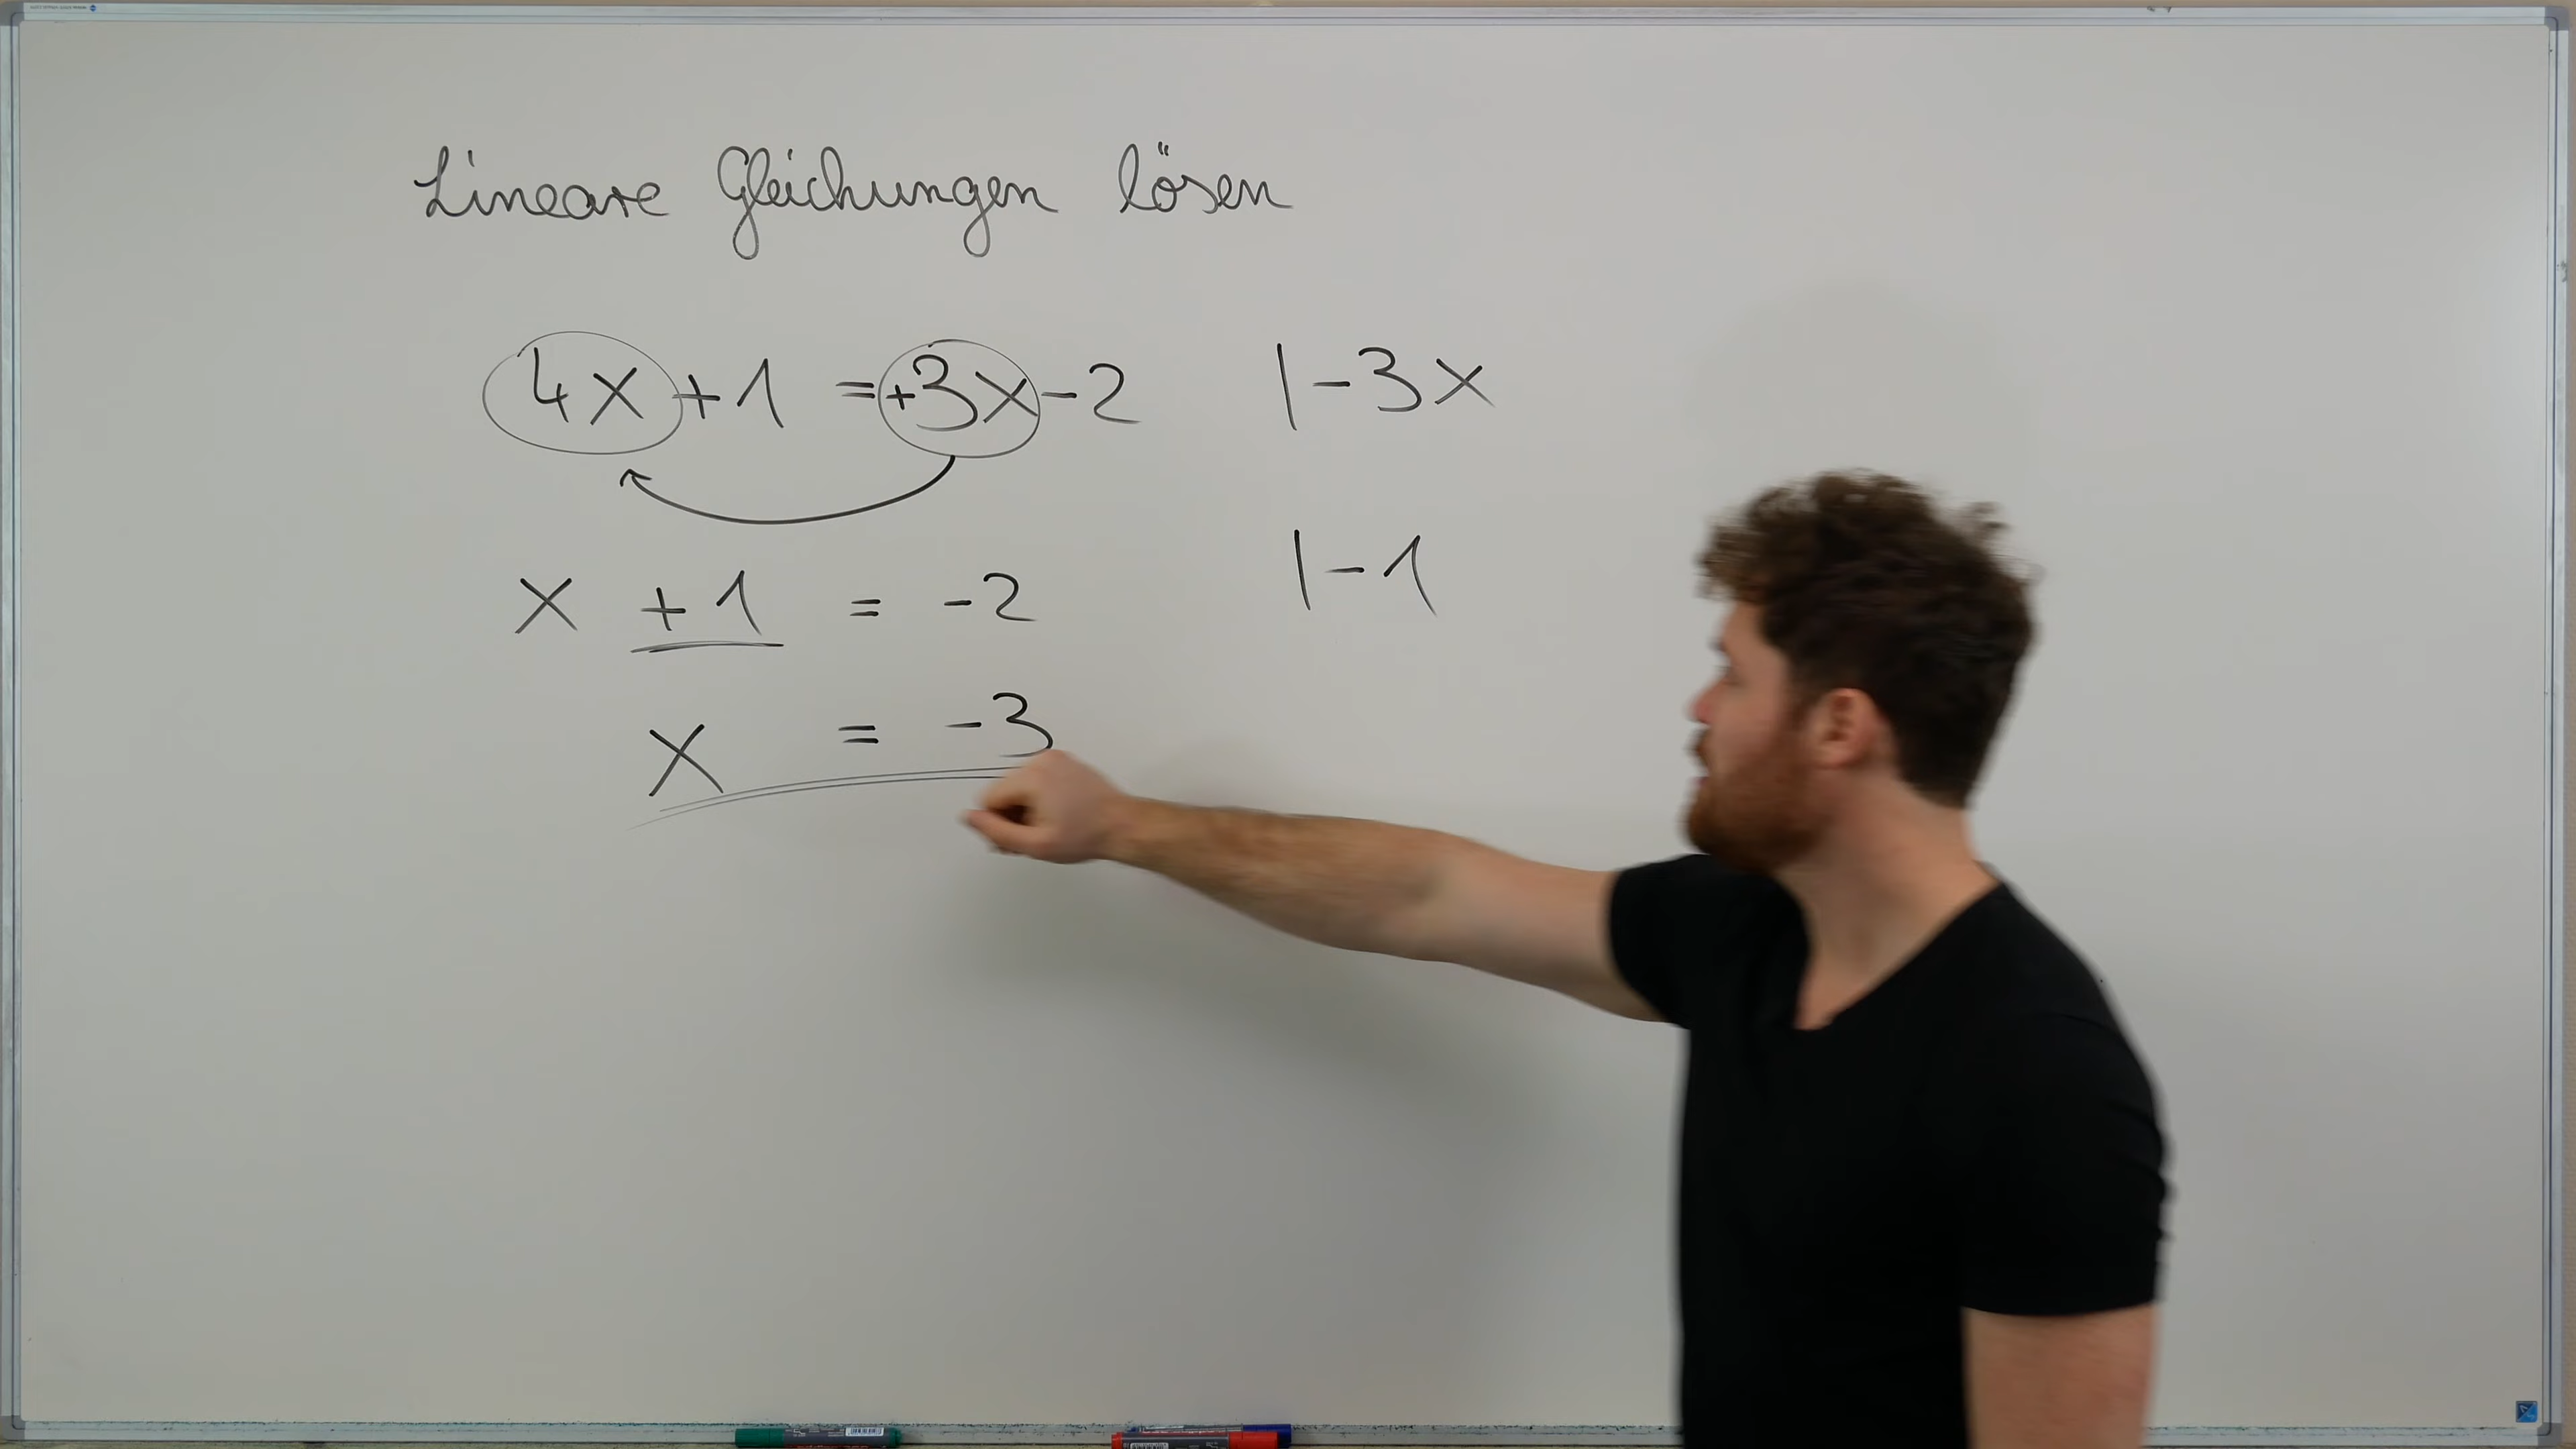 Lineare Gleichungen lösen
4x+1 = +3x-2 |-3x
x +1 = -2 |-1
x = -3